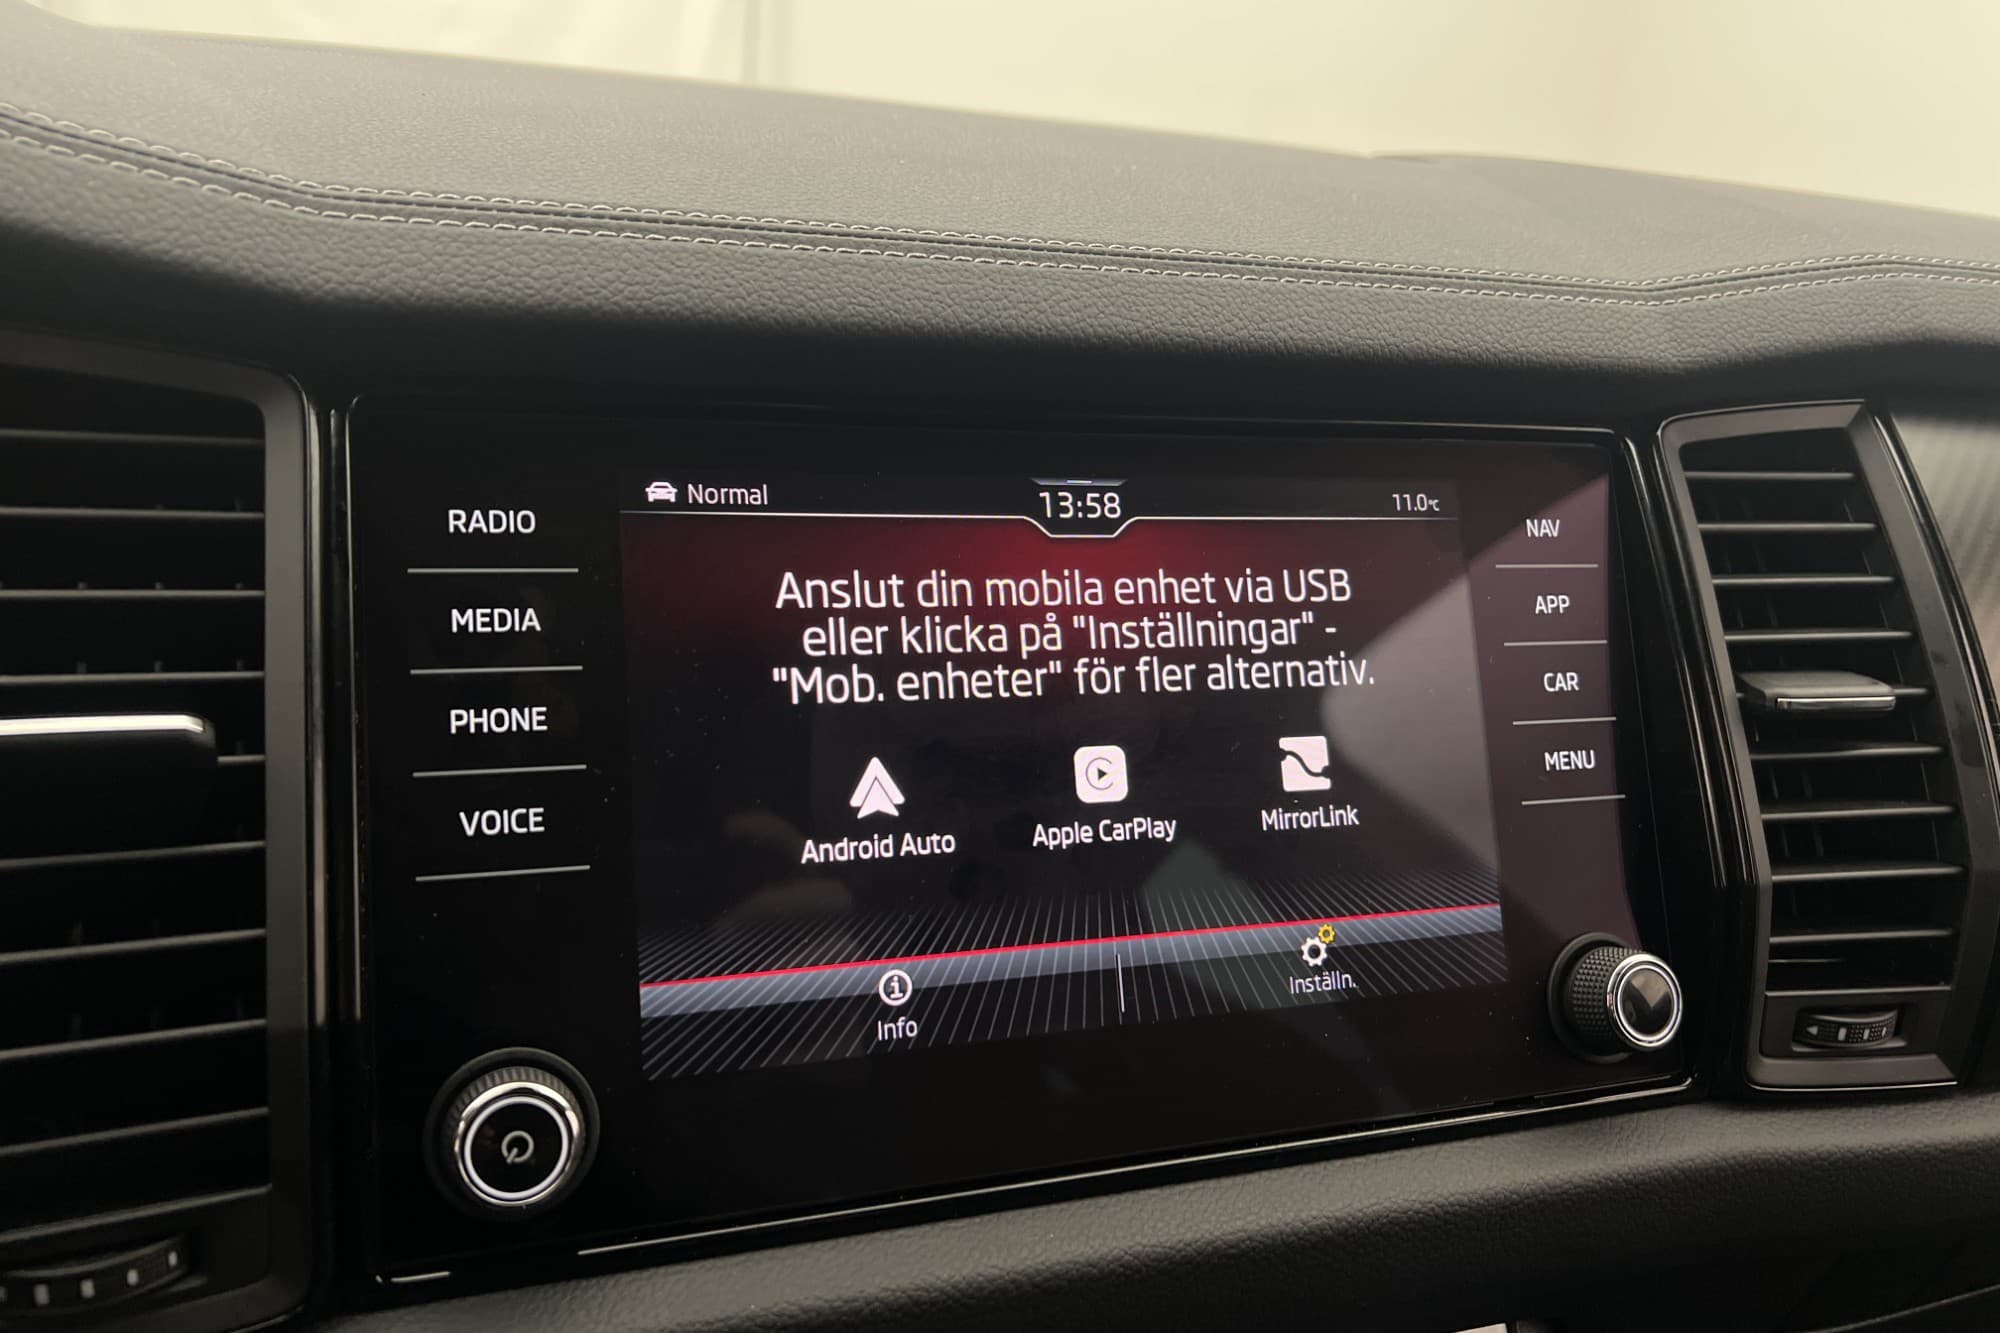 Normal
13:58
11.0°C
RADIO
MEDIA
PHONE
VOICE
Anslut din mobila enhet via USB
eller klicka på "Inställningar" -
"Mob. enheter" för fler alternativ.
Android Auto
Apple CarPlay
MirrorLink
Info
Inställn.
NAV
APP
CAR
MENU